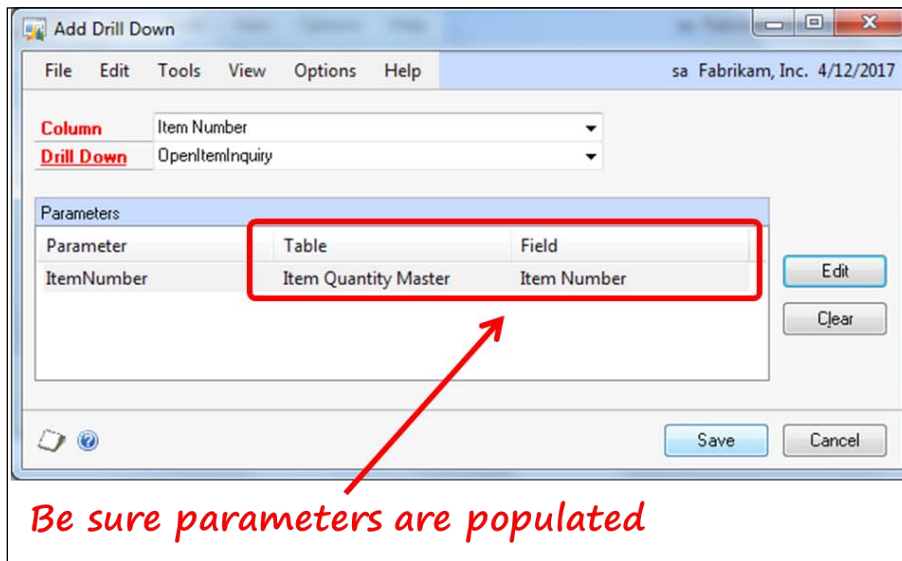 Add Drill Down
File Edit Tools View Options Help sa Fabrikam, Inc. 4/12/2017
Column Item Number
Drill Down OpenItemInquiry
Parameters
Parameter Table Field
ItemNumber Item Quantity Master Item Number
Edit
Clear
Save Cancel
Be sure parameters are populated